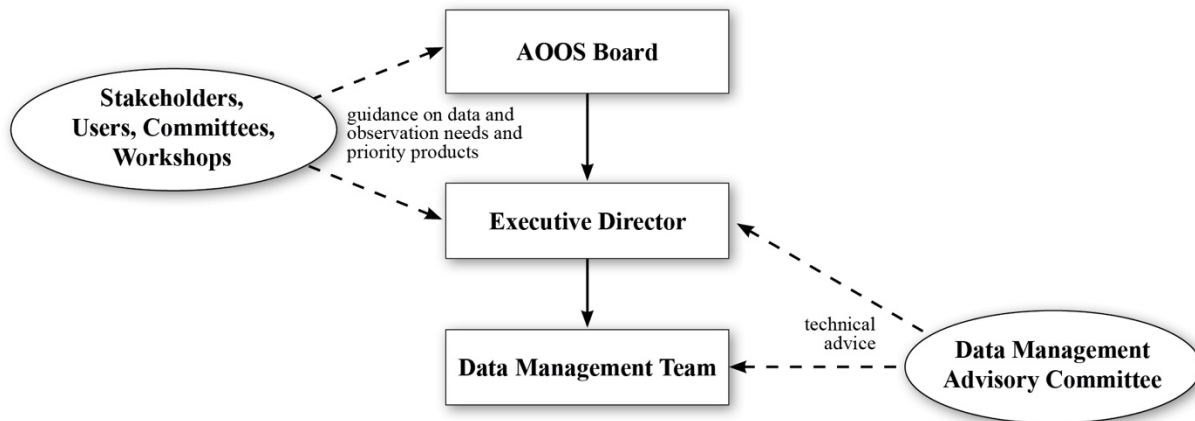 AOOS Board
Stakeholders,
Users, Committees,
Workshops
guidance on data and
observation needs and
priority products
Executive Director
technical
advice
Data Management Team
Data Management
Advisory Committee